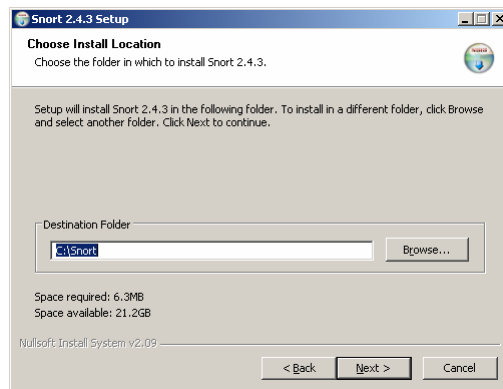 Snort 2.4.3 Setup
Choose Install Location
Choose the folder in which to install Snort 2.4.3.
Setup will install Snort 2.4.3 in the following folder. To install in a different folder, click Browse
and select another folder. Click Next to continue.
Destination Folder
C:\Snort
Browse...
Space required: 6.3MB
Space available: 21.2GB
Nullsoft Install System v2.09
< Back
Next >
Cancel